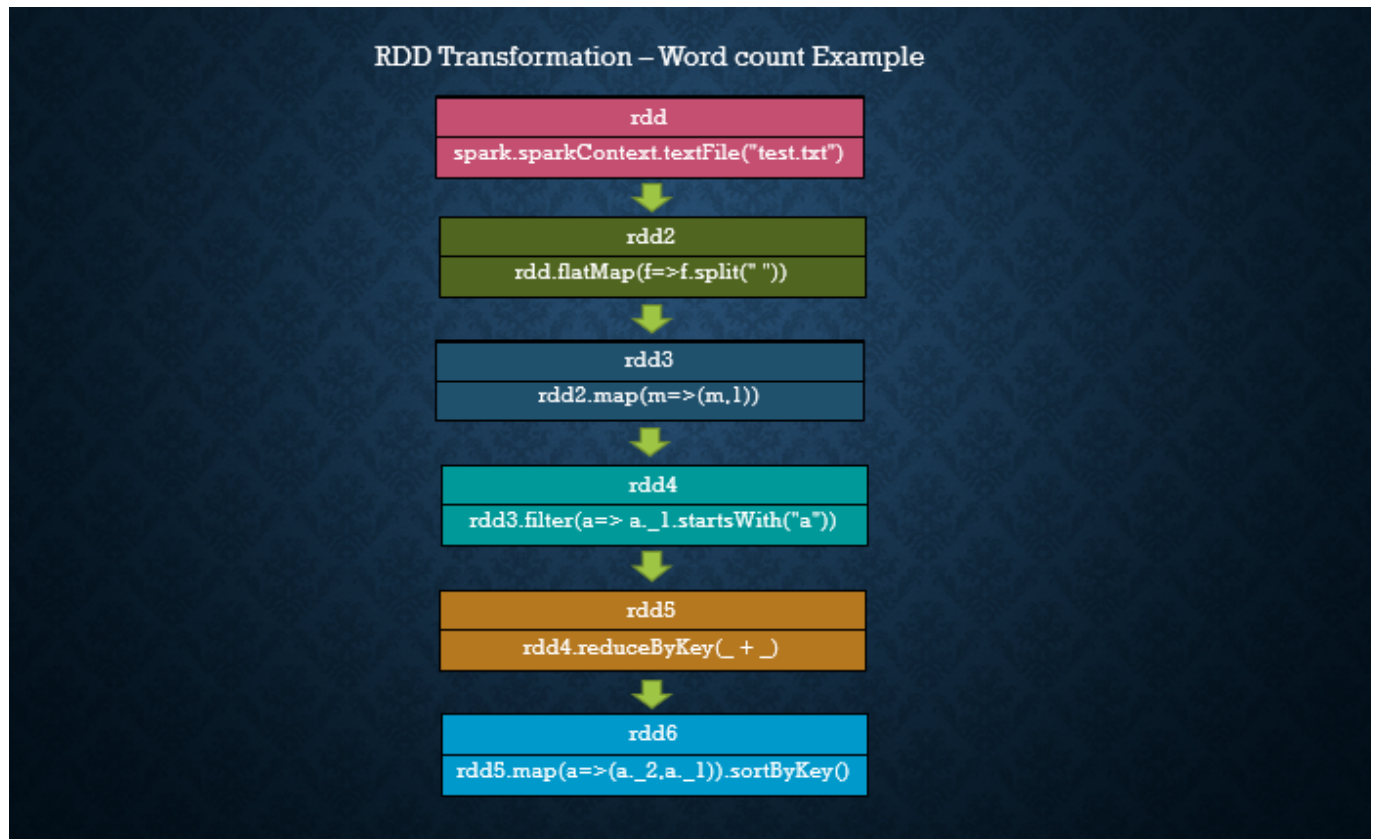 RDD Transformation – Word count Example
rdd
spark.sparkContext.textFile("test.txt")
rdd2
rdd.flatMap(f=>f.split(" "))
rdd3
rdd2.map(m=>(m,1))
rdd4
rdd3.filter(a=> a._1.startsWith("a"))
rdd5
rdd4.reduceByKey(_ + _)
rdd6
rdd5.map(a=>(a._2,a._1)).sortByKey()